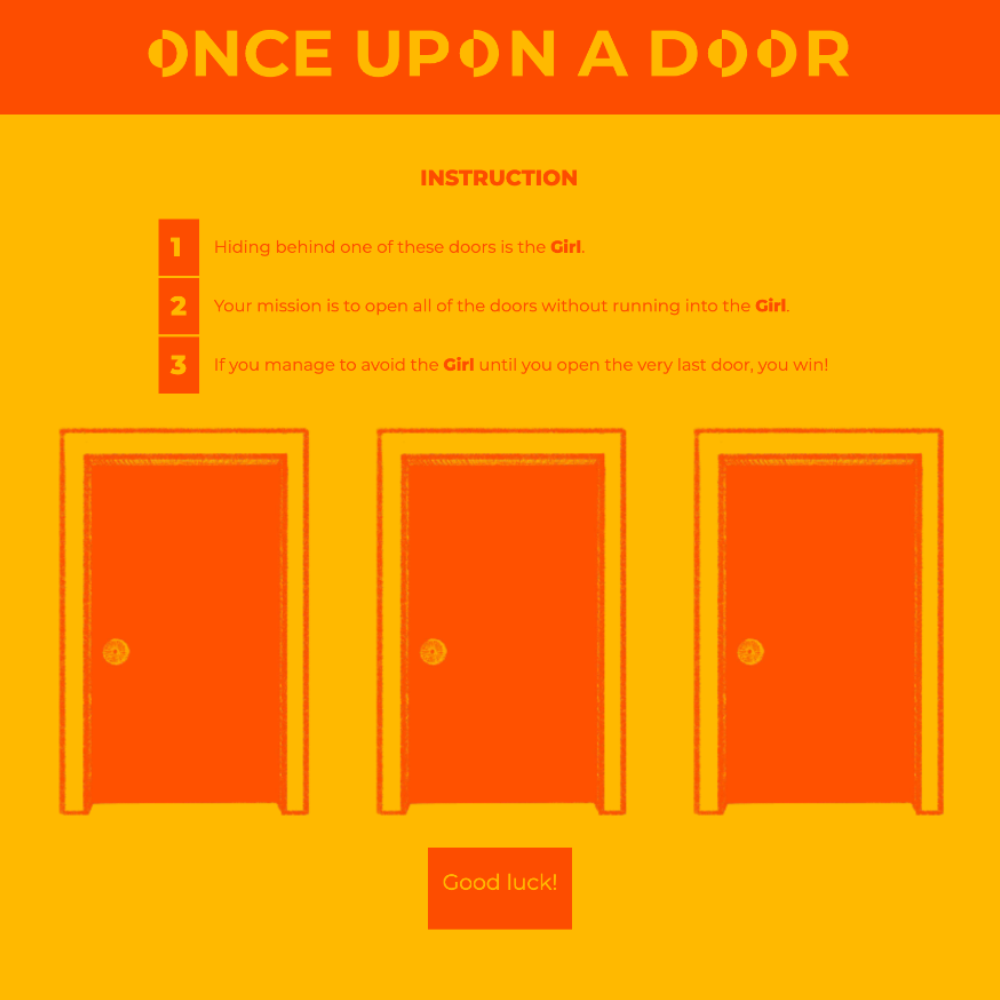 ONCE UPON A DOOR
INSTRUCTION
1 Hiding behind one of these doors is the Girl.
2 Your mission is to open all of the doors without running into the Girl.
3 If you manage to avoid the Girl until you open the very last door, you win!
Good luck!